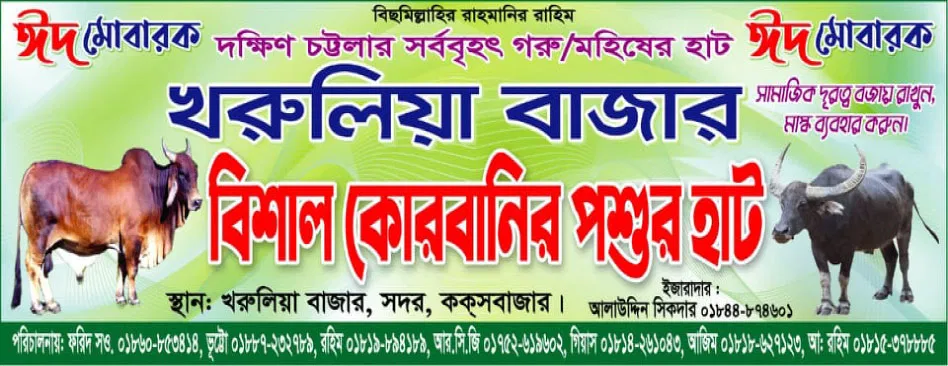 বিছমিল্লাহির রাহমানির রাহিম
ঈদ মোবারক
দক্ষিণ চট্টলার সর্ববৃহৎ গরু/মহিষের হাট
ঈদ মোবারক
খরুলিয়া বাজার
সামাজিক দূরত্ব বজায় রাখুন,
মাস্ক ব্যবহার করুন।
বিশাল কোরবানির পশুর হাট
স্থান: খরুলিয়া বাজার, সদর, কক্সবাজার।
ইজারাদার :
আলাউদ্দিন সিকদার ০১৮৪৪-৮৭৪৬০১
পরিচালনায়: ফরিদ সও. ০১৮৬০-৮৫৩৪১৪, ভূট্টো ০১৮৮৭-২৩২৭৮৯, রহিম ০১৮১৯-৮৯৪১৮৯, আর.সি.জি ০১৭৫২-৬১৯৬০২, গিয়াস ০১৮১৪-২৬১০৪৩, আজিম ০১৮১৮-৬২৭১২৩, আ: রহিম ০১৮১৫-৩৭৮৮৮৫